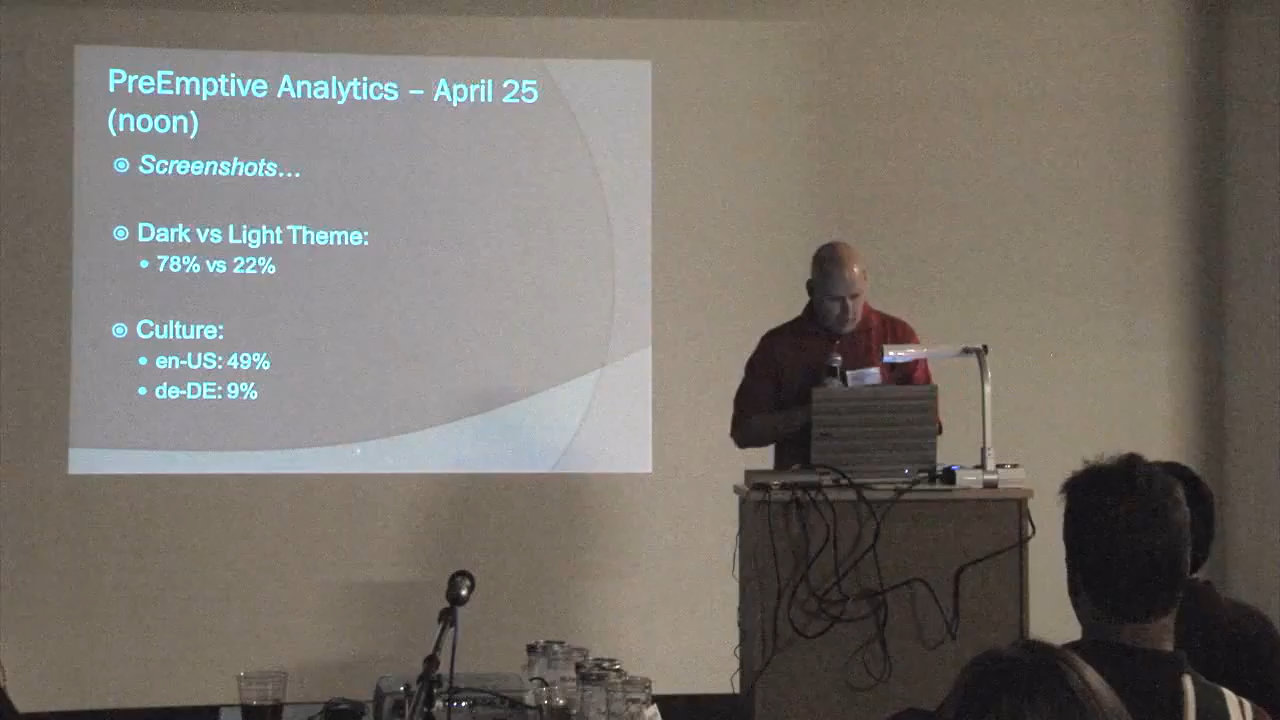 PreEmptive Analytics – April 25
(noon)
Screenshots...
Dark vs Light Theme:
78% vs 22%
Culture:
en-US: 49%
de-DE: 9%